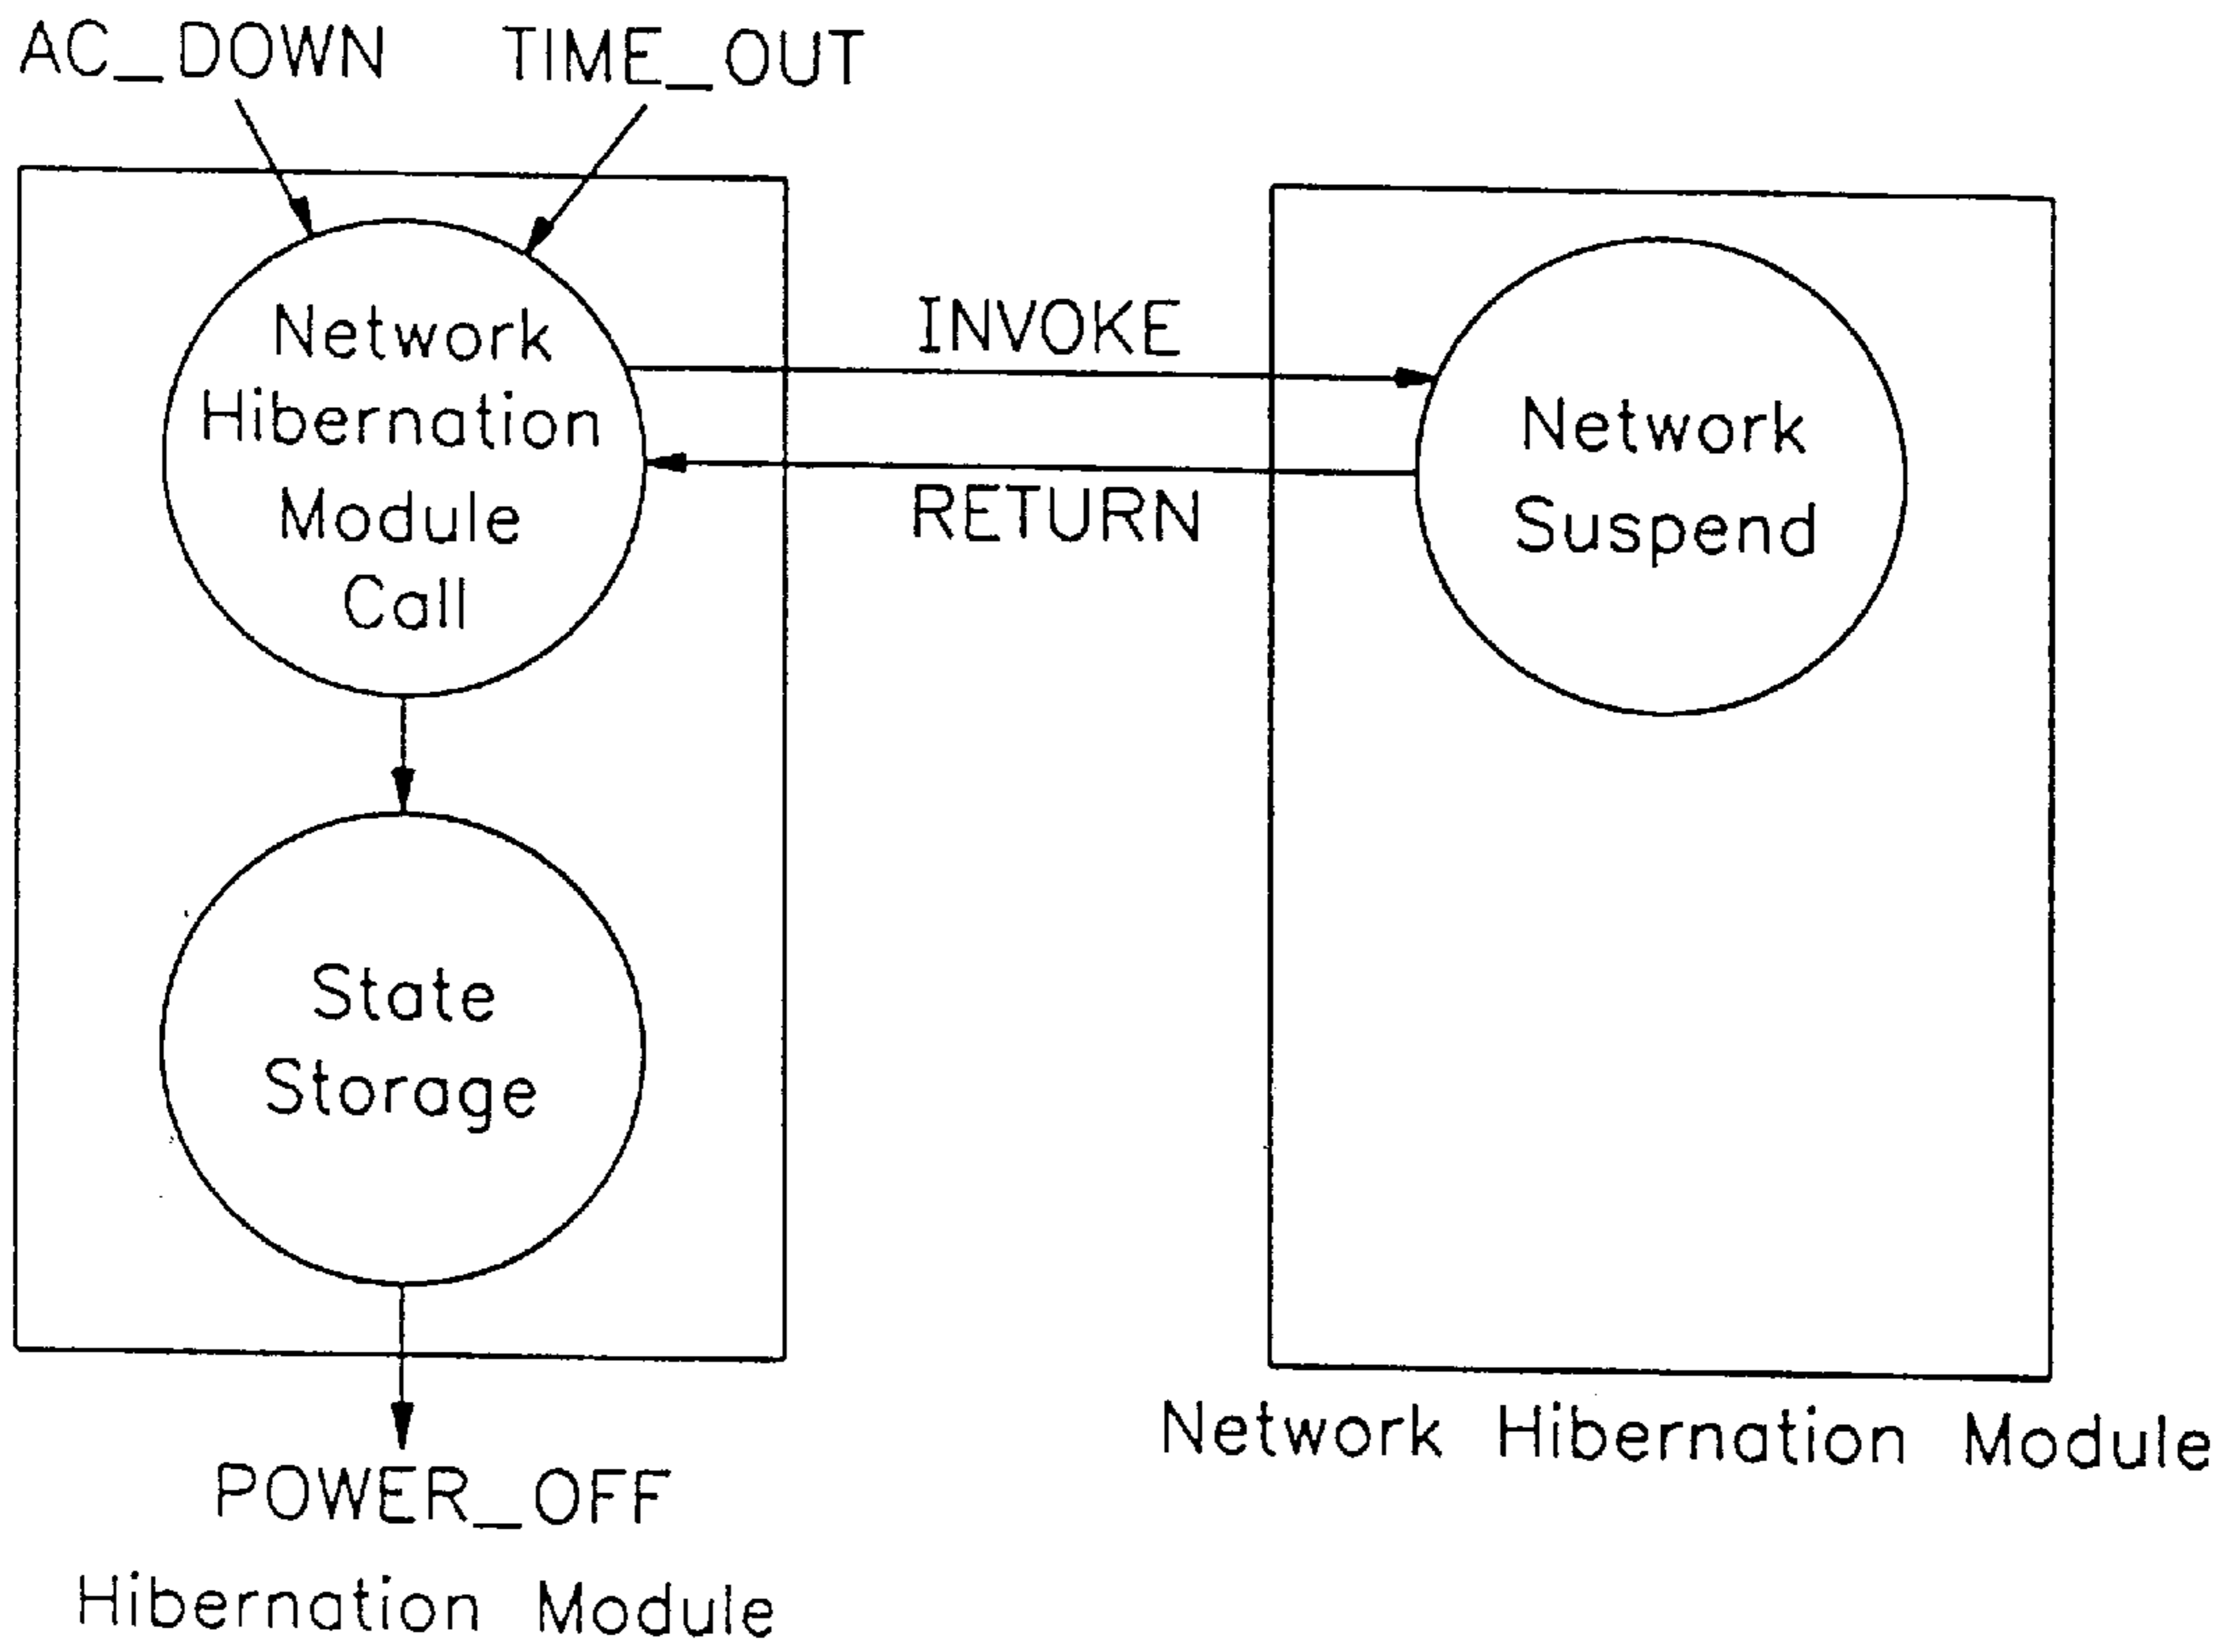 AC_DOWN TIME_OUT
Network
Hibernation
Module
Call
INVOKE
RETURN
Network
Suspend
State
Storage
POWER_OFF
Hibernation Module
Network Hibernation Module